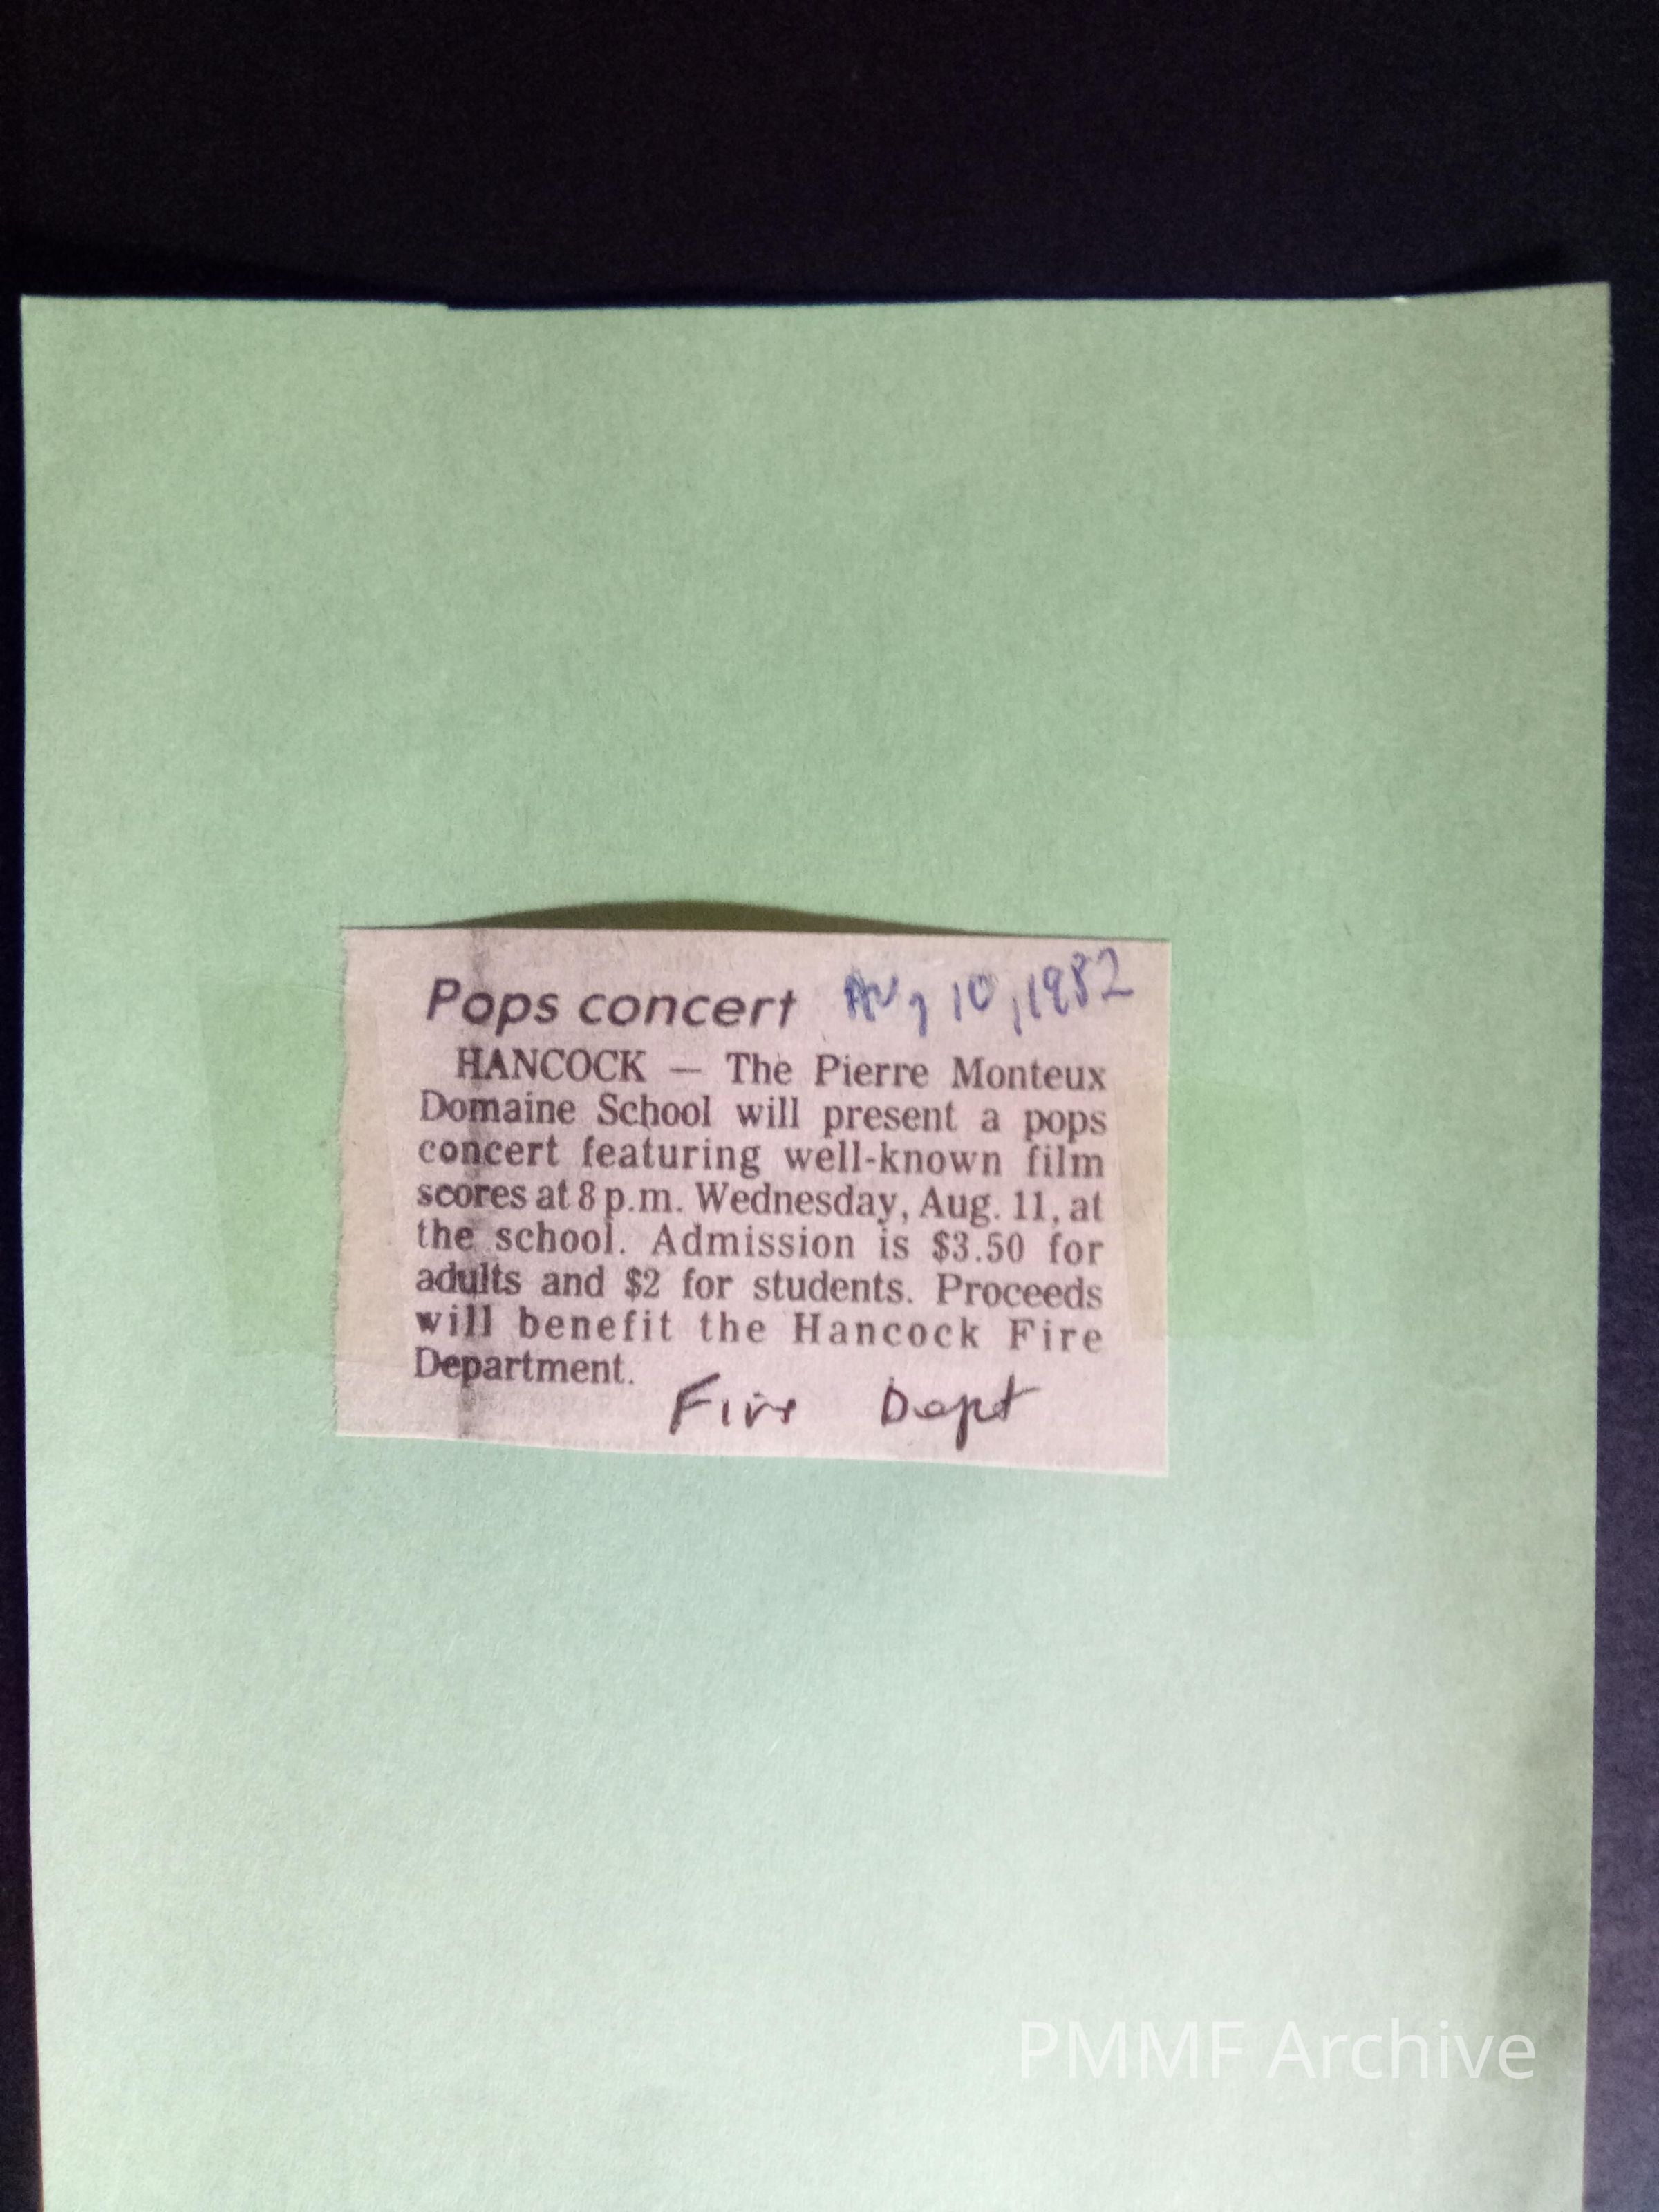 Pops concert Aug 10, 1982
HANCOCK — The Pierre Monteux
Domaine School will present a pops
concert featuring well-known film
scores at 8 p.m. Wednesday, Aug. 11, at
the school. Admission is $3.50 for
adults and $2 for students. Proceeds
will benefit the Hancock Fire
Department.
Fire Dept
PMMF Archive